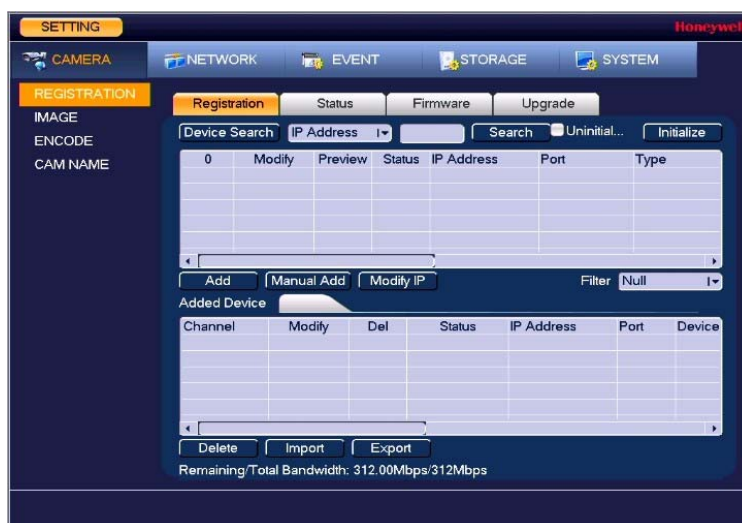 SETTING Honeywell
CAMERA NETWORK EVENT STORAGE SYSTEM
REGISTRATION
IMAGE
ENCODE
CAM NAME
Registration Status Firmware Upgrade
Device Search IP Address Search Uninitial... Initialize
0 Modify Preview Status IP Address Port Type
Add Manual Add Modify IP Filter Null
Added Device
Channel Modify Del Status IP Address Port Device
Delete Import Export
Remaining/Total Bandwidth: 312.00Mbps/312Mbps